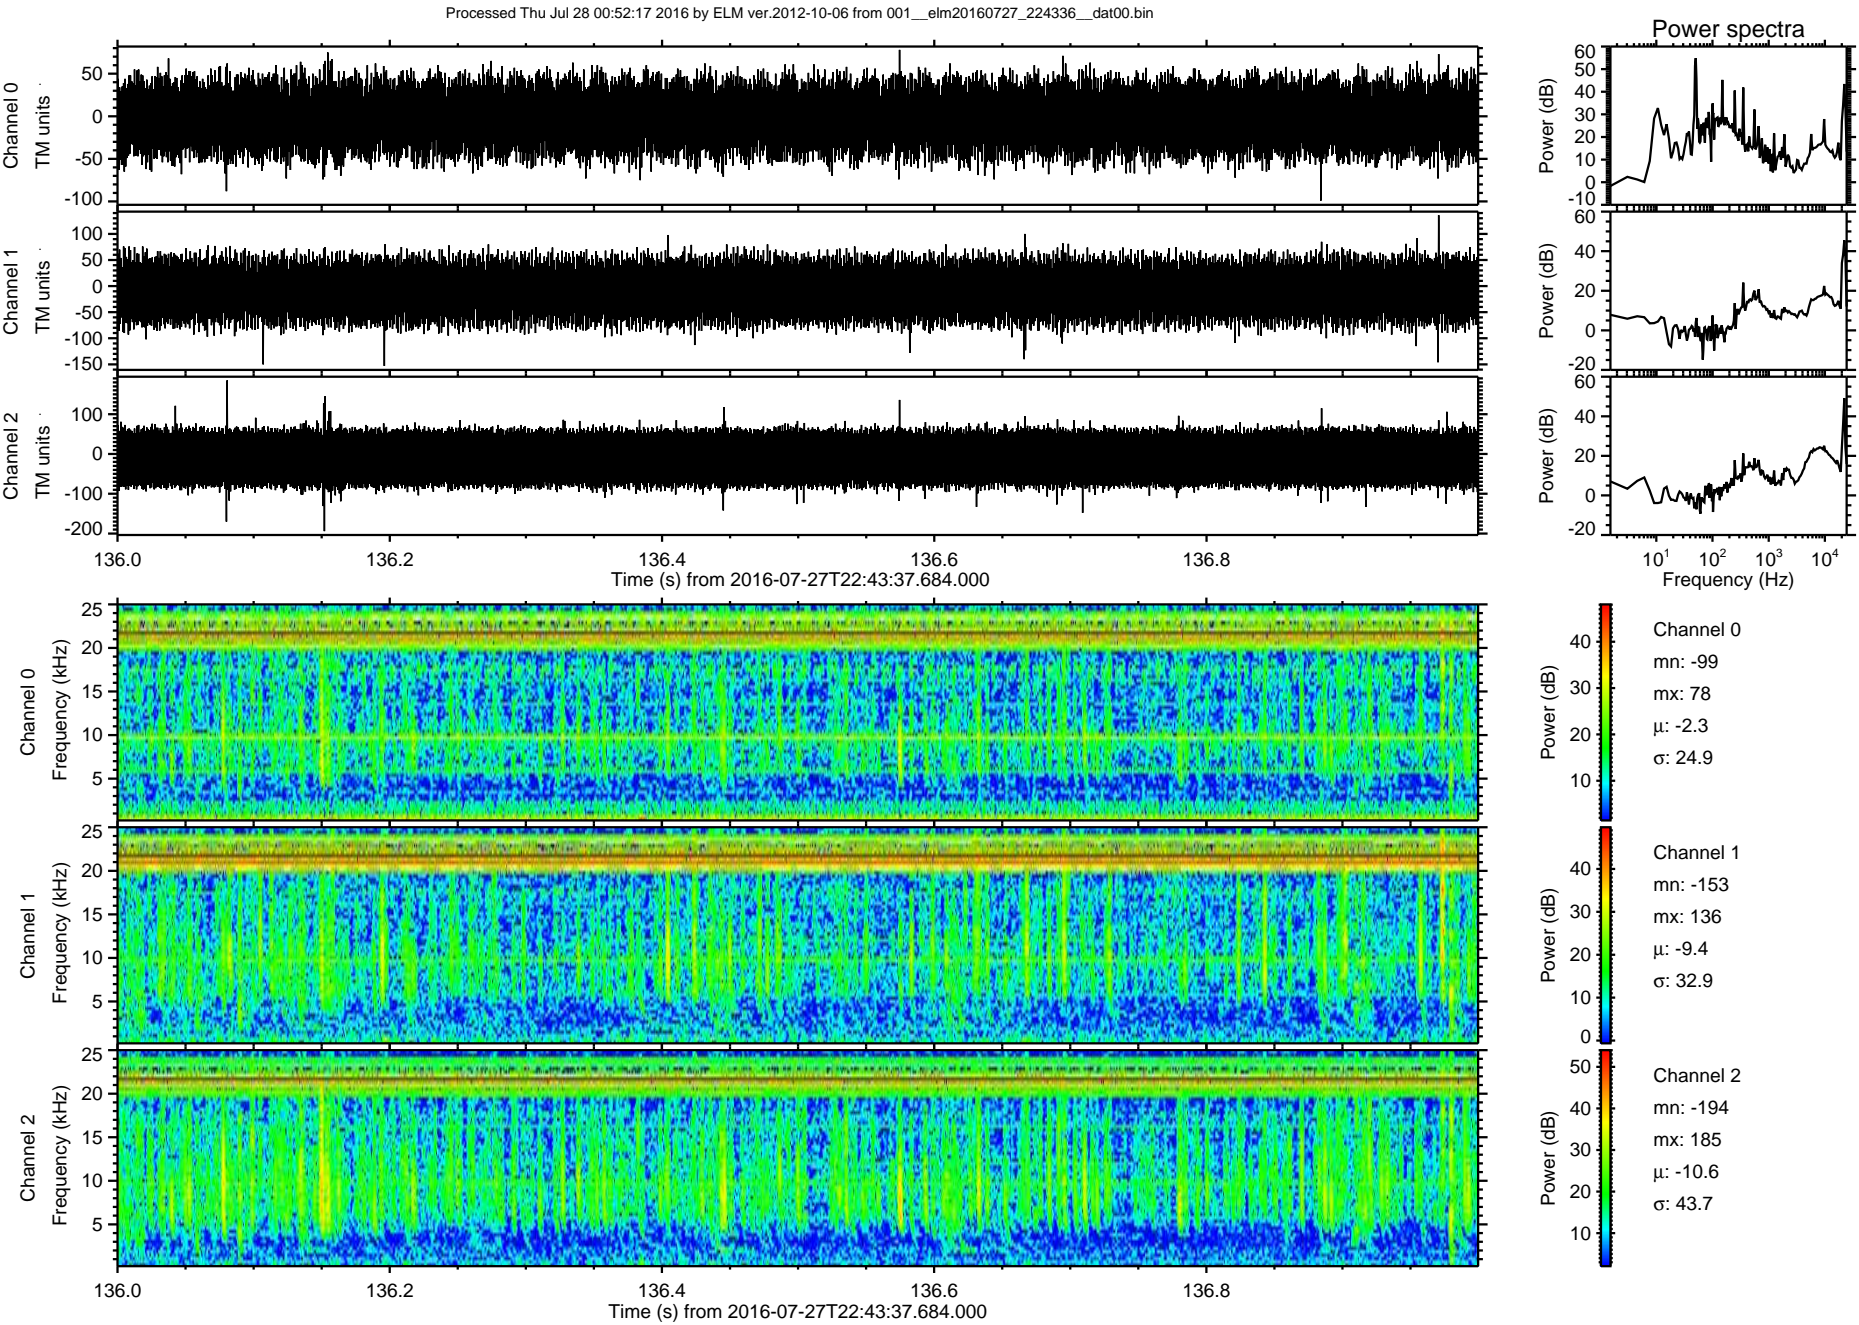 Processed Thu Jul 28 00:52:17 2016 by ELM ver.2012-10-06 from 001__elm20160727_224336__dat00.bin
Power spectra
Channel 0
TM units
50
0
-50
-100
Power (dB)
60
50
40
30
20
10
0
-10
Channel 1
TM units
100
50
0
-50
-100
-150
Power (dB)
60
40
20
0
-20
Channel 2
TM units
100
0
-100
-200
Power (dB)
60
40
20
0
-20
136.0 136.2 136.4 136.6 136.8
Time (s) from 2016-07-27T22:43:37.684.000
10¹ 10² 10³ 10⁴
Frequency (Hz)
Channel 0
Frequency (kHz)
25
20
15
10
5
Power (dB)
40
30
20
10
Channel 0
mn: -99
mx: 78
μ: -2.3
σ: 24.9
Channel 1
Frequency (kHz)
25
20
15
10
5
Power (dB)
40
30
20
10
0
Channel 1
mn: -153
mx: 136
μ: -9.4
σ: 32.9
Channel 2
Frequency (kHz)
25
20
15
10
5
Power (dB)
50
40
30
20
10
Channel 2
mn: -194
mx: 185
μ: -10.6
σ: 43.7
136.0 136.2 136.4 136.6 136.8
Time (s) from 2016-07-27T22:43:37.684.000